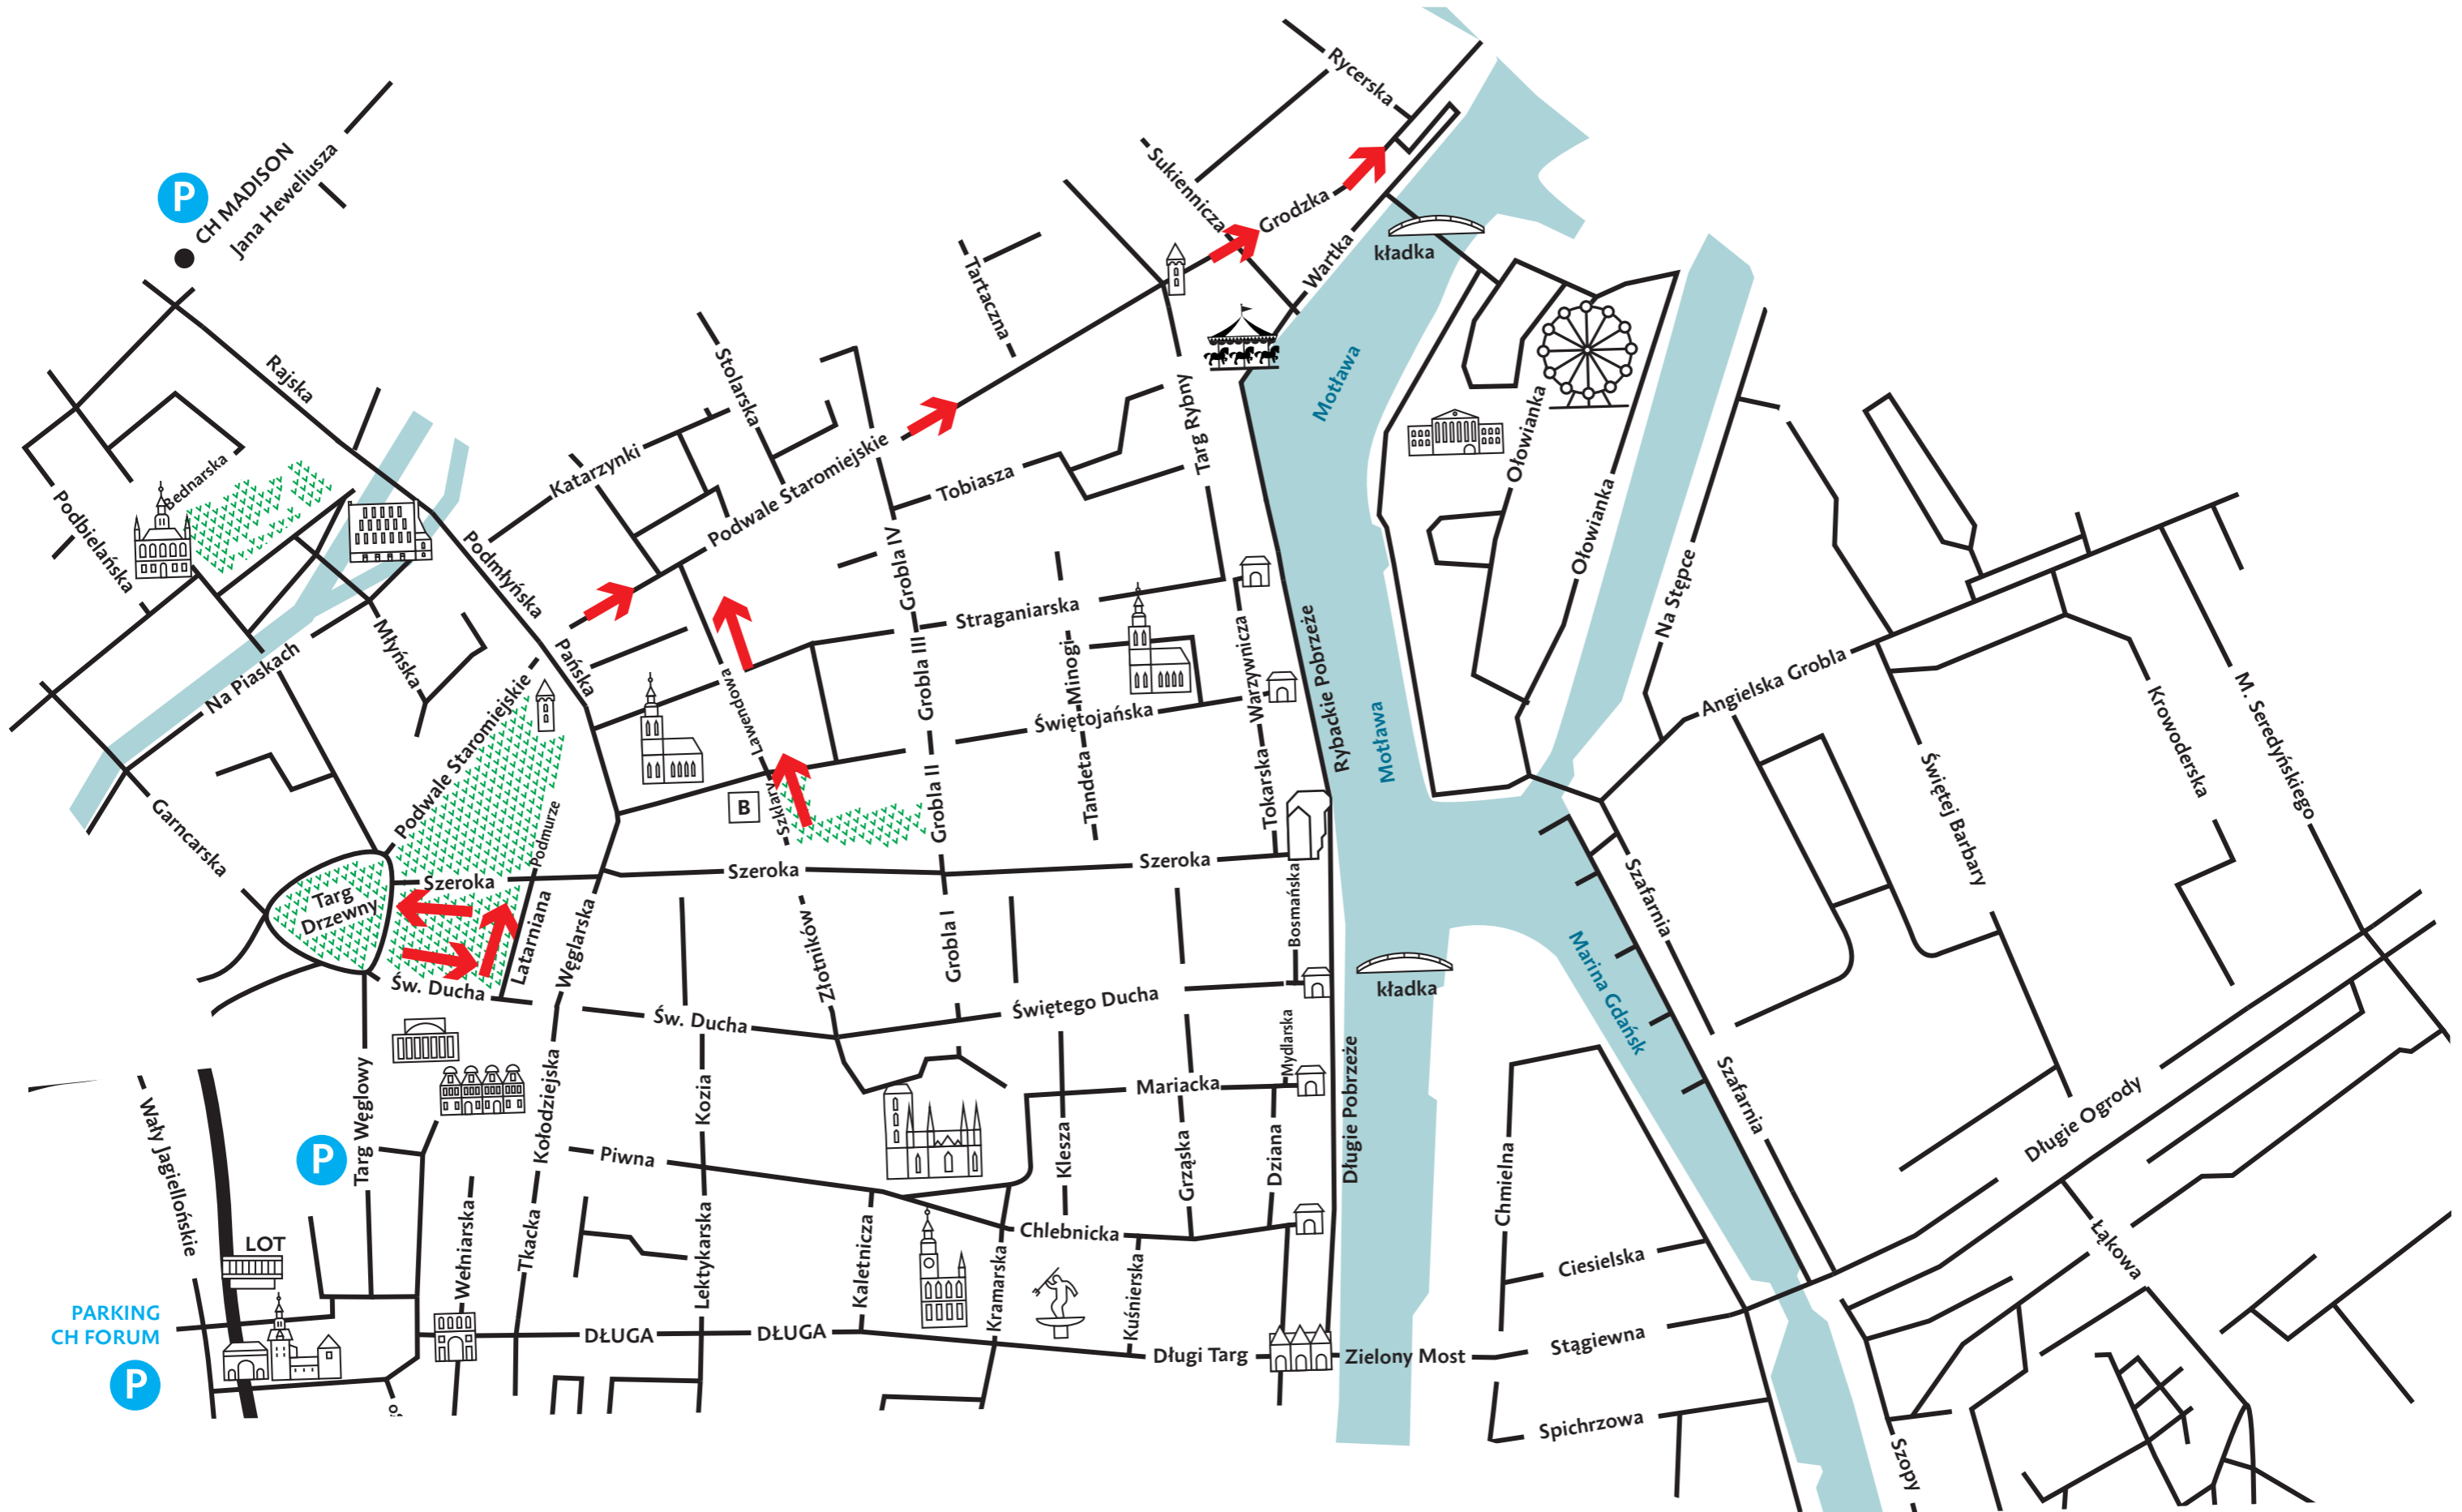 Rycerska
CH MADISON
Jana Heweliusza
P
Sukiennicza
Grodzka
Wartka
kładka
Tartaczna
Rajska
Stolarska
Motława
Targ Rybny
Ołowianka
Ołowianka
Katarzynki
Podwale Staromiejskie
Tobiasza
Bednarska
Podbielańska
Podmłyńska
Grobla IV
Straganiarska
Na Stępce
Młyńska
Pańska
Na Piaskach
Podwale Staromiejskie
Lawendowa
Grobla III
Minogi
Świętojańska
Warzywnicza
Rybackie Pobrzeże
Motława
Angielska Grobla
Krowoderska
M. Seredyńskiego
Garncarska
Podmurze
B
Szklary
Grobla II
Tandeta
Tokarska
Świętej Barbary
Szeroka
Szeroka
Szeroka
Targ
Drzewny
Latarniana
Węglarska
Złotników
Grobla I
Bosmańska
Szafarnia
Marina Gdańsk
Św. Ducha
Św. Ducha
Świętego Ducha
kładka
Targ Węglowy
Kołodziejska
Kozia
Mariacka
Mydlarska
Długie Pobrzeże
Szafarnia
Długie Ogrody
Wały Jagiellońskie
P
Piwna
Klesza
Grząska
Dziana
Chmielna
LOT
Wełniarska
Tkacka
Lektykarska
Kaletnicza
Chlebnicka
Kramarska
Kuśnierska
Ciesielska
Łąkowa
PARKING
CH FORUM
P
DŁUGA
DŁUGA
Długi Targ
Zielony Most
Stągiewna
Spichrzowa
Szopy